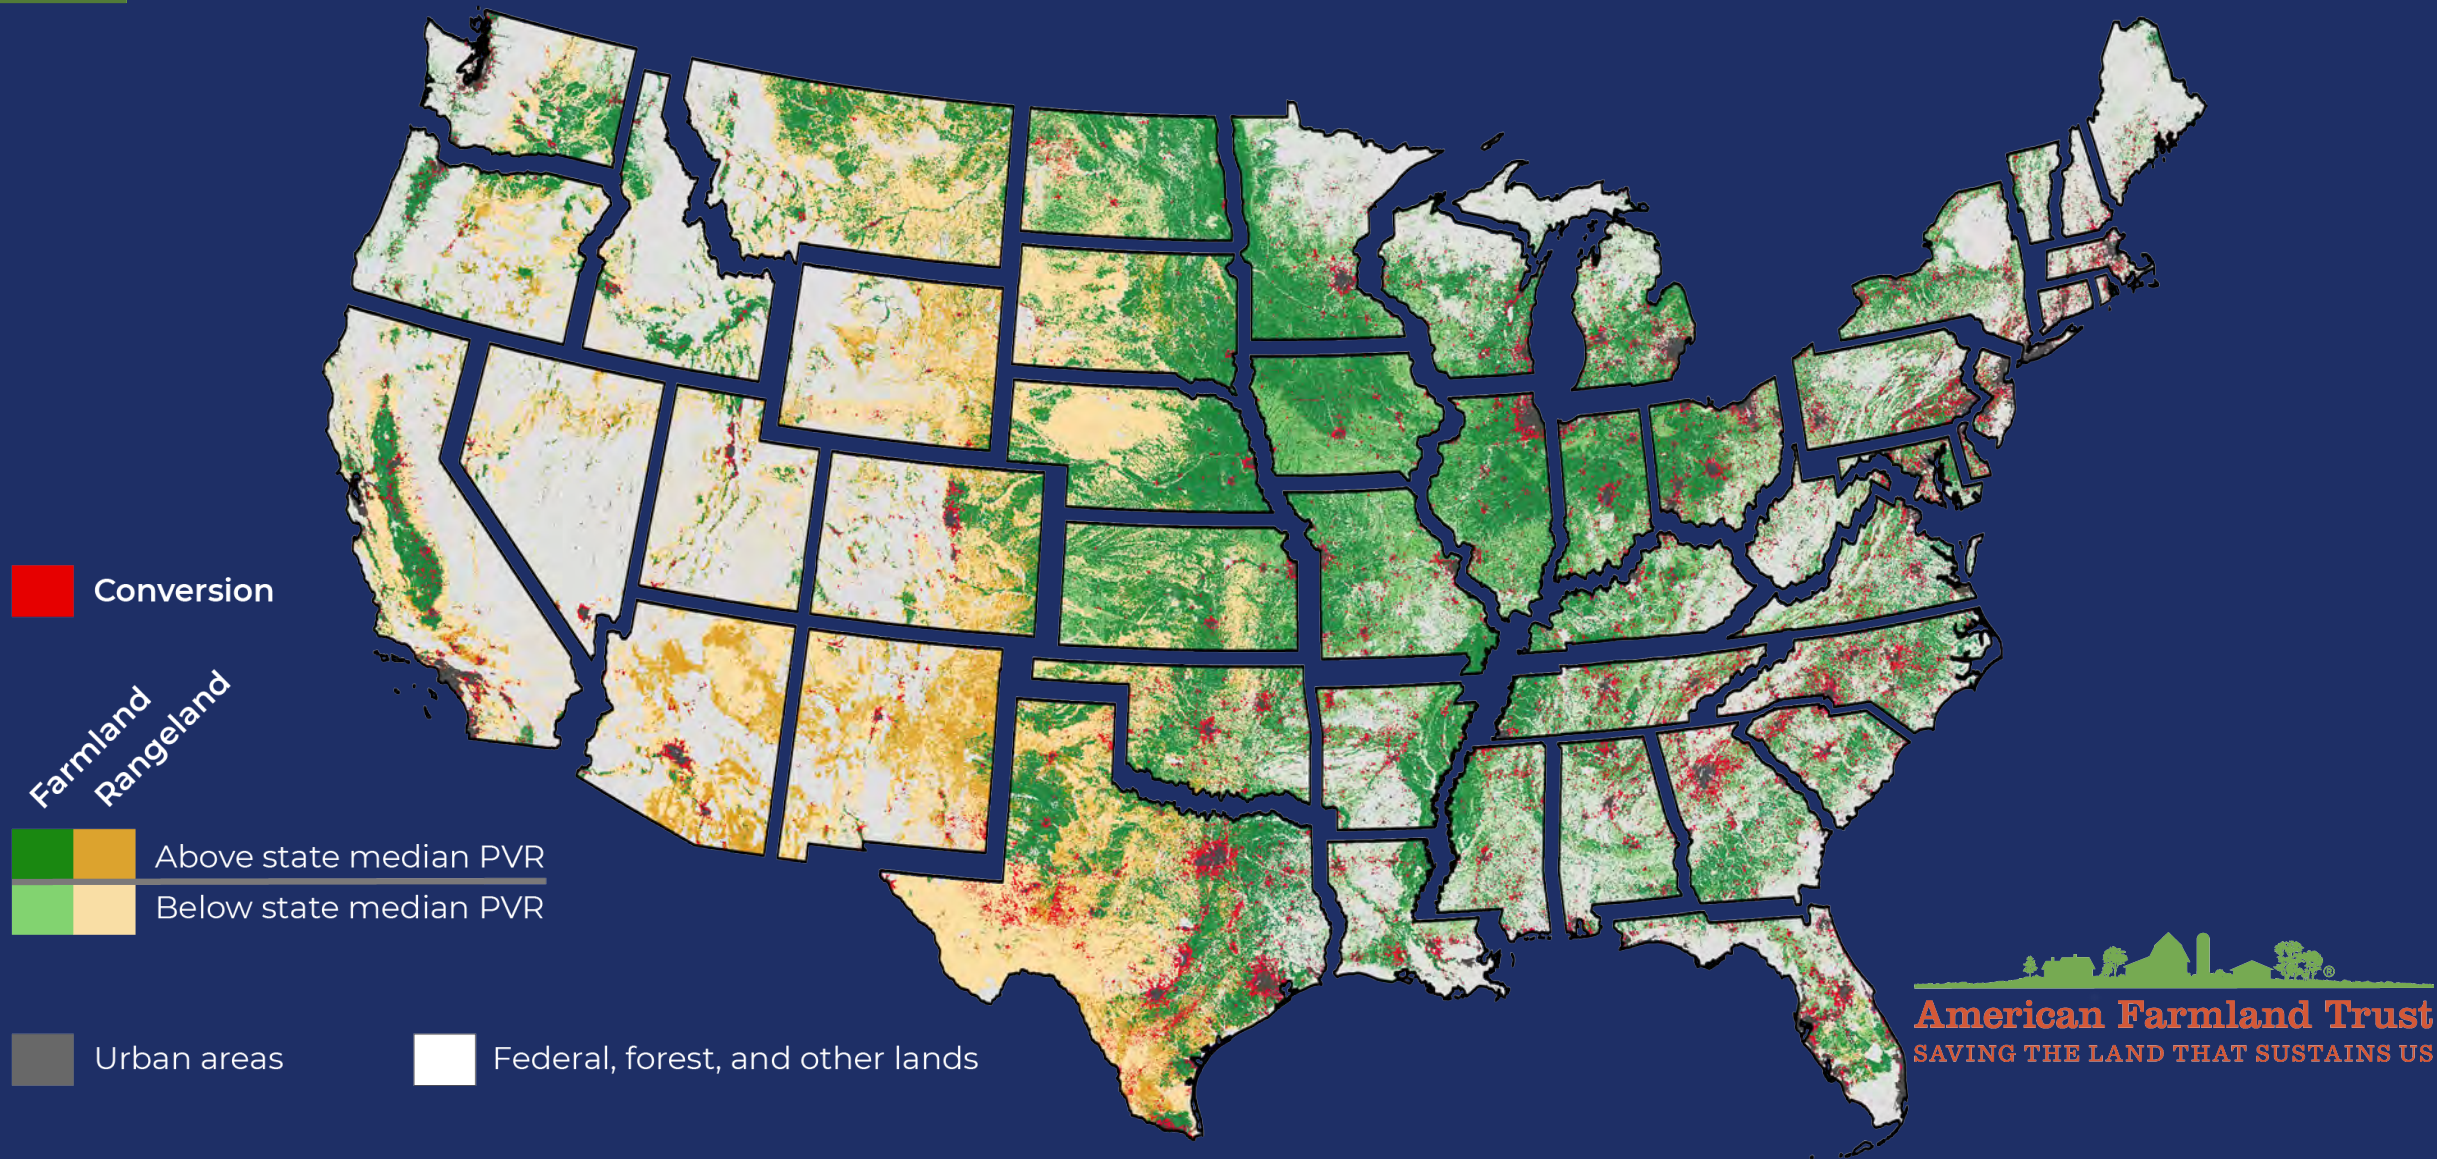 Conversion
Farmland
Rangeland
Above state median PVR
Below state median PVR
Urban areas
Federal, forest, and other lands
®
American Farmland Trust
SAVING THE LAND THAT SUSTAINS US